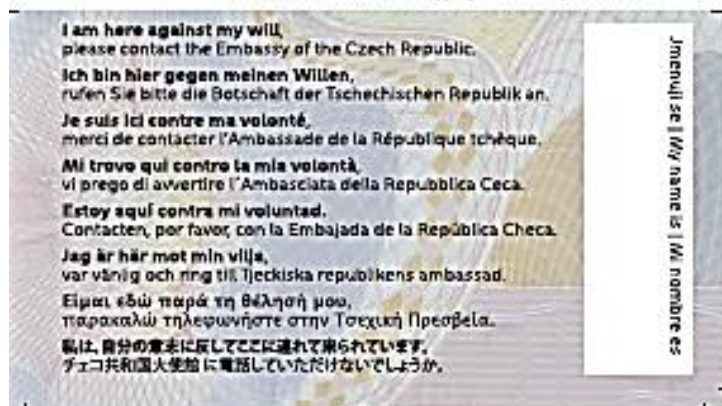 I am here against my will,
please contact the Embassy of the Czech Republic.
Ich bin hier gegen meinen Willen,
rufen Sie bitte die Botschaft der Tschechischen Republik an.
Je suis ici contre ma volonté,
merci de contacter l'Ambassade de la République tchèque.
Mi trovo qui contro la mia volontà,
vi prego di avvertire l'Ambasciata della Repubblica Ceca.
Estoy aquí contra mi voluntad.
Contacten, por favor, con la Embajada de la República Checa.
Jag är här mot min vilja,
var vänlig och ring till Tjeckiska republikens ambassad.
Είμαι εδώ παρά τη θέλησή μου,
παρακαλώ τηλεφωνήστε στην Τσεχική Πρεσβεία.
私は、自分の意志に反してここに連れて来られています。
チェコ共和国大使館に電話していただけないでしょうか。
Jmenuji se | My name is | Mi nombre es